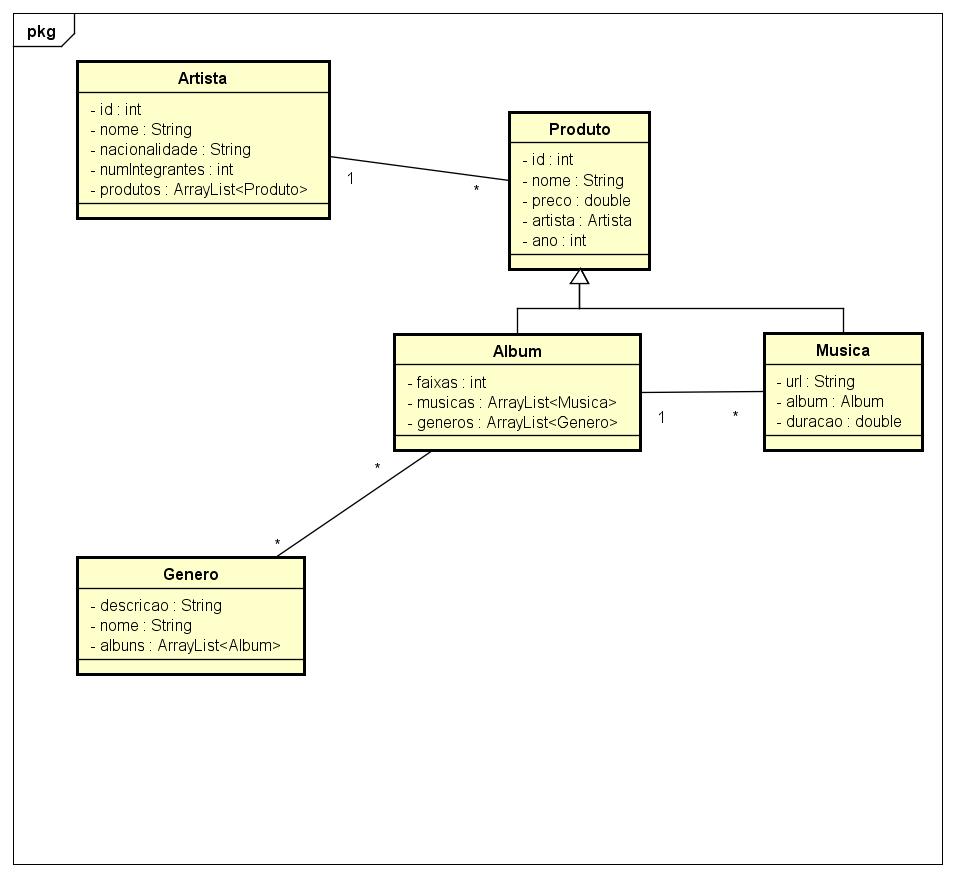 pkg
Artista
- id : int
- nome : String
- nacionalidade : String
- numIntegrantes : int
- produtos : ArrayList<Produto>
1
*
Produto
- id : int
- nome : String
- preco : double
- artista : Artista
- ano : int
Album
- faixas : int
- musicas : ArrayList<Musica>
- generos : ArrayList<Genero>
1
*
Musica
- url : String
- album : Album
- duracao : double
*
*
Genero
- descricao : String
- nome : String
- albuns : ArrayList<Album>